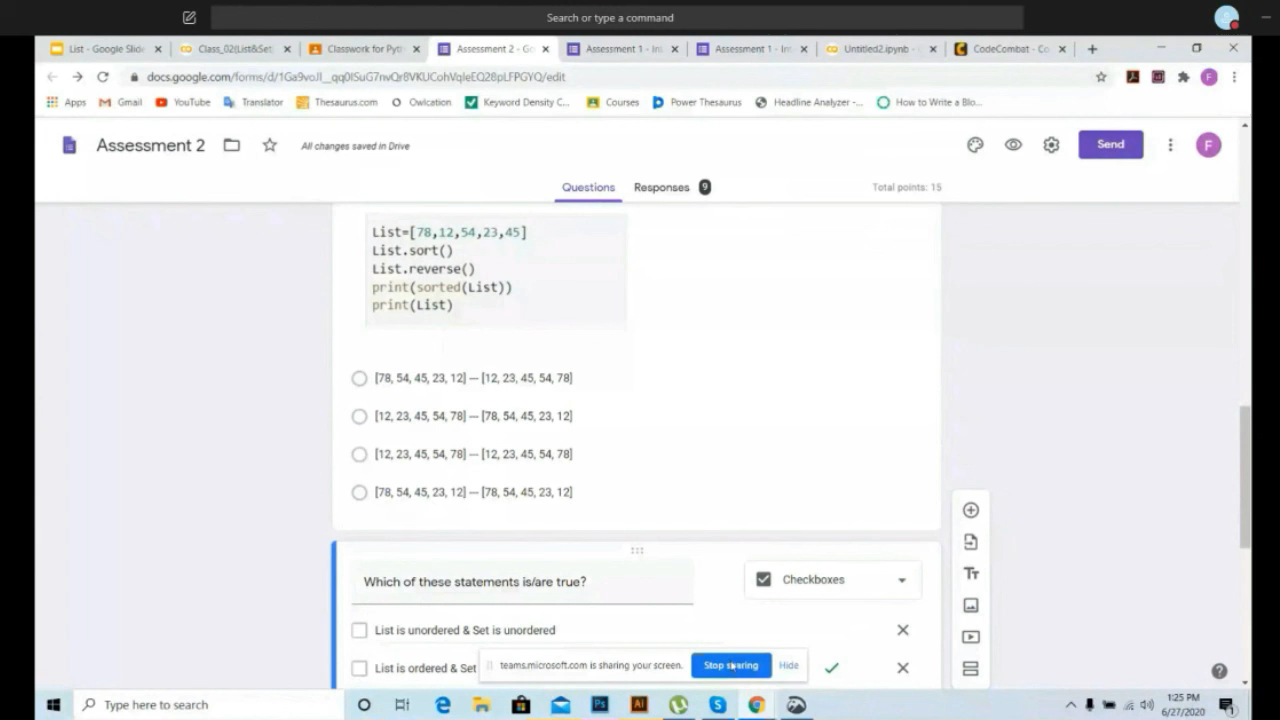 Search or type a command
List - Google Slide
Class_02(List&Set
Classwork for Pyt
Assessment 2 - Go
Assessment 1 - Int
Assessment 1 - Int
Untitled2.ipynb -
CodeCombat - Co
docs.google.com/forms/d/
/edit
Apps
Gmail
YouTube
Translator
Thesaurus.com
Owlcation
Keyword Density C...
Courses
Power Thesaurus
Headline Analyzer -...
How to Write a Blo...
Assessment 2
All changes saved in Drive
Send
F
Questions
Responses 9
Total points: 15
List=[78,12,54,23,45]
List.sort()
List.reverse()
print(sorted(List))
print(List)
[78, 54, 45, 23, 12] — [12, 23, 45, 54, 78]
[12, 23, 45, 54, 78] — [78, 54, 45, 23, 12]
[12, 23, 45, 54, 78] — [12, 23, 45, 54, 78]
[78, 54, 45, 23, 12] — [78, 54, 45, 23, 12]
Which of these statements is/are true?
Checkboxes
List is unordered & Set is unordered
List is ordered & Set
teams.microsoft.com is sharing your screen.
Stop sharing
Hide
Type here to search
Ps
Ai
1:25 PM
6/27/2020